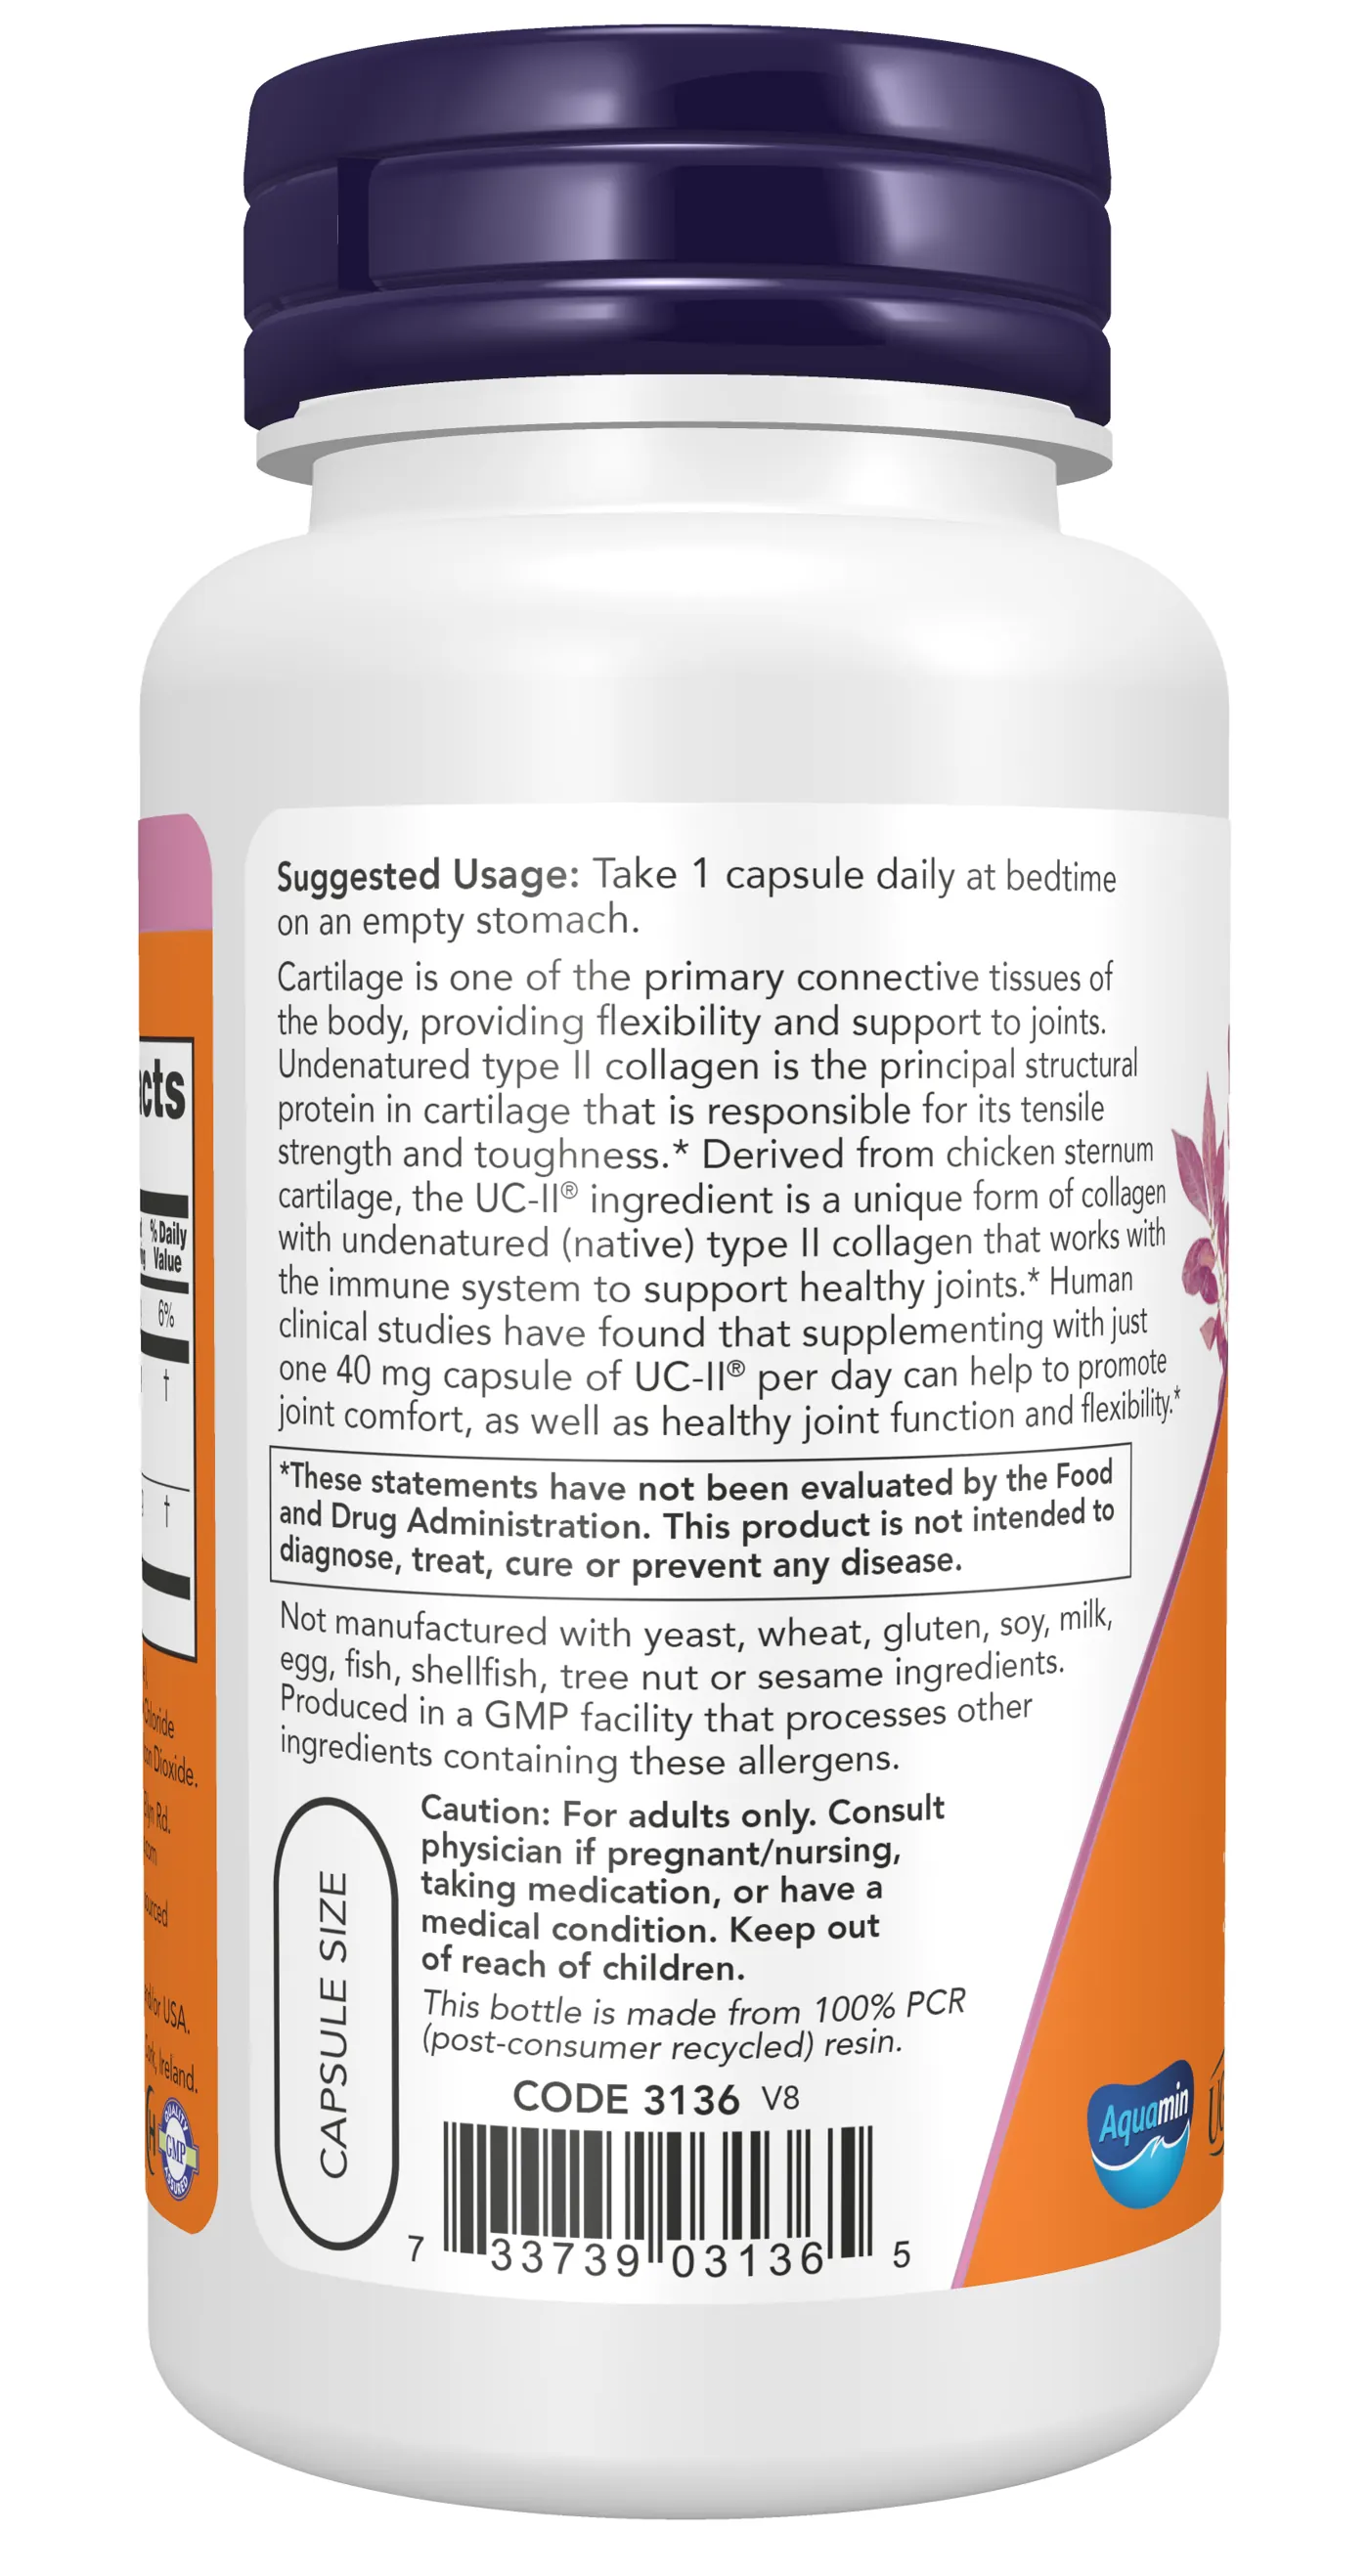 Suggested Usage: Take 1 capsule daily at bedtime
on an empty stomach.
Cartilage is one of the primary connective tissues of
the body, providing flexibility and support to joints.
Undenatured type II collagen is the principal structural
protein in cartilage that is responsible for its tensile
strength and toughness.* Derived from chicken sternum
cartilage, the UC-II® ingredient is a unique form of collagen
with undenatured (native) type II collagen that works with
the immune system to support healthy joints.* Human
clinical studies have found that supplementing with just
one 40 mg capsule of UC-II® per day can help to promote
joint comfort, as well as healthy joint function and flexibility.*
*These statements have not been evaluated by the Food
and Drug Administration. This product is not intended to
diagnose, treat, cure or prevent any disease.
Not manufactured with yeast, wheat, gluten, soy, milk,
egg, fish, shellfish, tree nut or sesame ingredients.
Produced in a GMP facility that processes other
ingredients containing these allergens.
Caution: For adults only. Consult
physician if pregnant/nursing,
taking medication, or have a
medical condition. Keep out
of reach of children.
This bottle is made from 100% PCR
(post-consumer recycled) resin.
CAPSULE SIZE
CODE 3136 V8
7 33739 03136 5
% Daily
Value
6%
†
†
Chloride
Dioxide.
Rd.
USA.
Ireland.
QUALITY
GMP
ASSURED
Aquamin